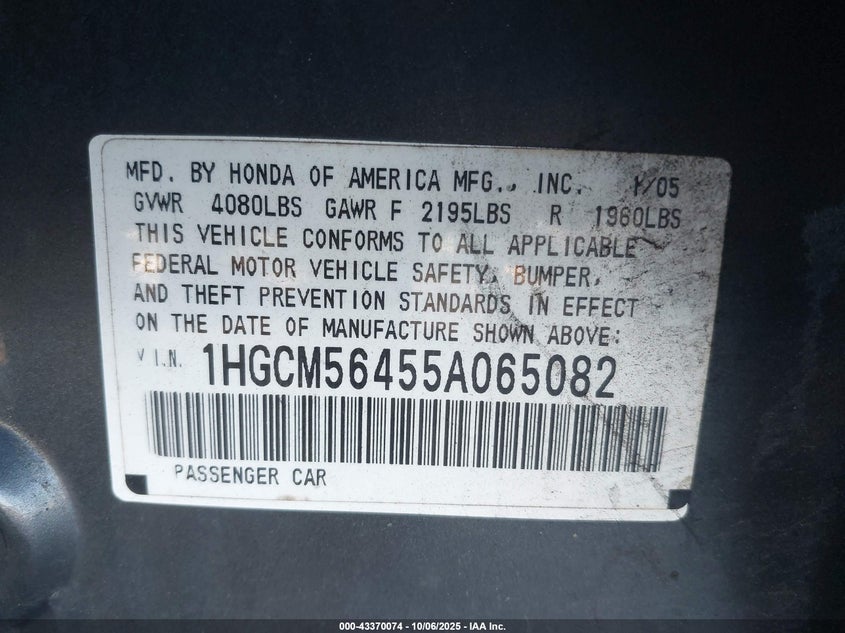 MFD. BY HONDA OF AMERICA MFG., INC. 1/05
GVWR 4080LBS GAWR F 2195LBS R 1960LBS
THIS VEHICLE CONFORMS TO ALL APPLICABLE
FEDERAL MOTOR VEHICLE SAFETY, BUMPER,
AND THEFT PREVENTION STANDARDS IN EFFECT
ON THE DATE OF MANUFACTURE SHOWN ABOVE:
V I.N. 1HGCM56455A065082
PASSENGER CAR
000-43370074 - 10/06/2025 - IAA Inc.